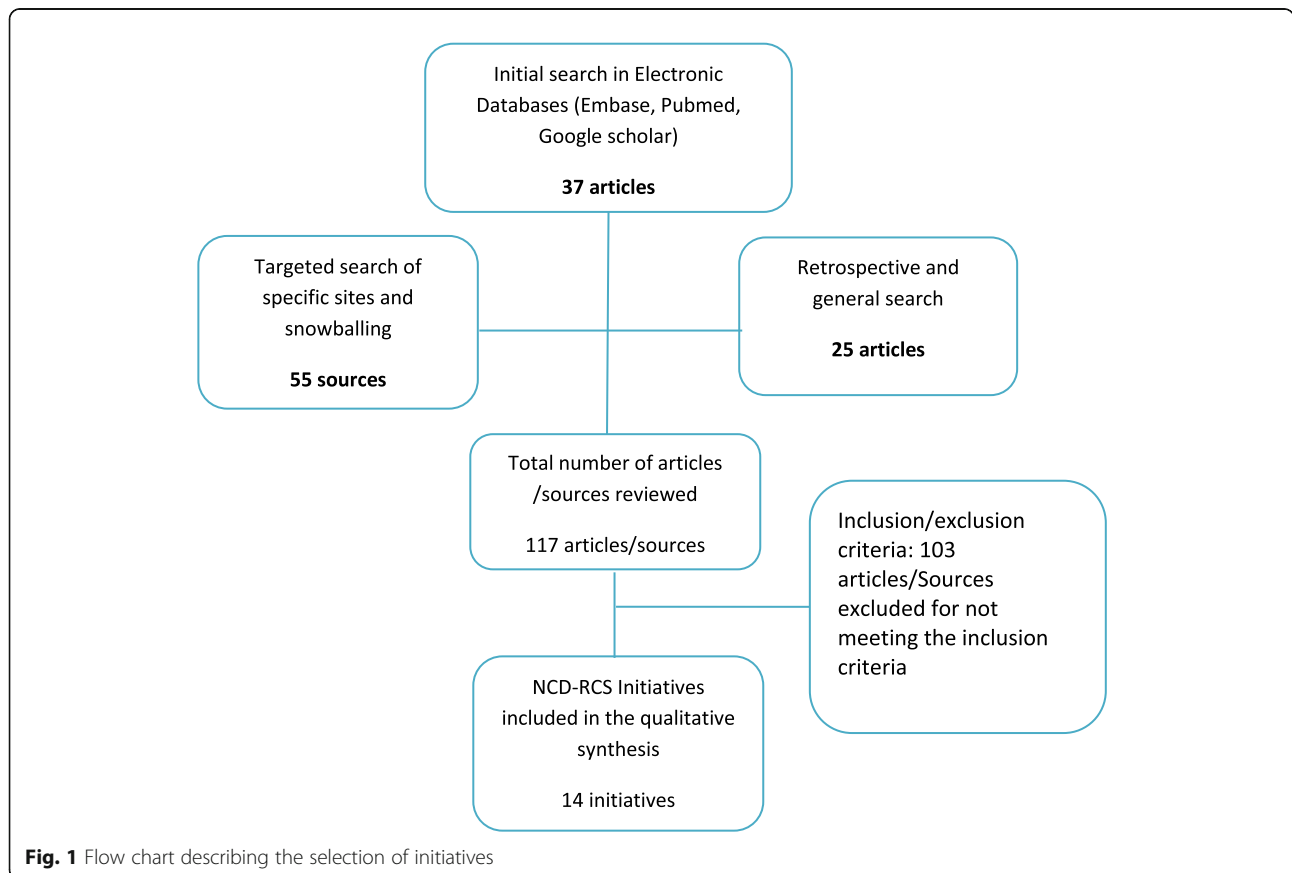 Initial search in Electronic
Databases (Embase, Pubmed,
Google scholar)
37 articles
Targeted search of
specific sites and
snowballing
55 sources
Retrospective and
general search
25 articles
Total number of articles
/sources reviewed
117 articles/sources
Inclusion/exclusion
criteria: 103
articles/Sources
excluded for not
meeting the inclusion
criteria
NCD-RCS Initiatives
included in the qualitative
synthesis
14 initiatives
Fig. 1 Flow chart describing the selection of initiatives